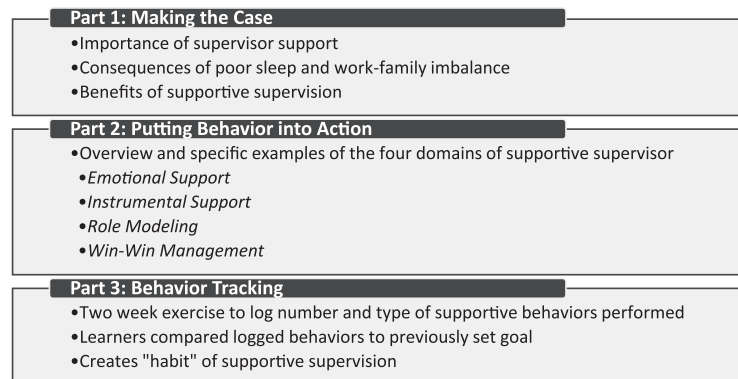 Part 1: Making the Case
•Importance of supervisor support
•Consequences of poor sleep and work-family imbalance
•Benefits of supportive supervision
Part 2: Putting Behavior into Action
•Overview and specific examples of the four domains of supportive supervisor
•Emotional Support
•Instrumental Support
•Role Modeling
•Win-Win Management
Part 3: Behavior Tracking
•Two week exercise to log number and type of supportive behaviors performed
•Learners compared logged behaviors to previously set goal
•Creates "habit" of supportive supervision